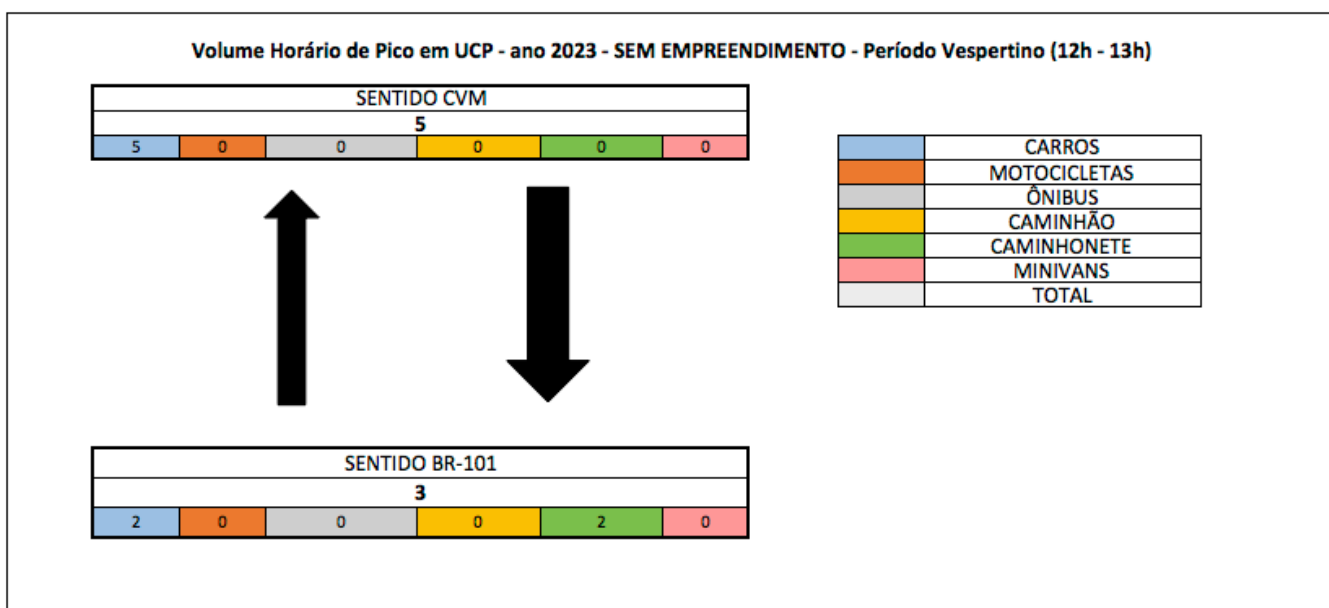 Volume Horário de Pico em UCP - ano 2023 - SEM EMPREENDIMENTO - Período Vespertino (12h - 13h)
SENTIDO CVM
5
5 0 0 0 0 0
CARROS
MOTOCICLETAS
ÔNIBUS
CAMINHÃO
CAMINHONETE
MINIVANS
TOTAL
SENTIDO BR-101
3
2 0 0 0 2 0